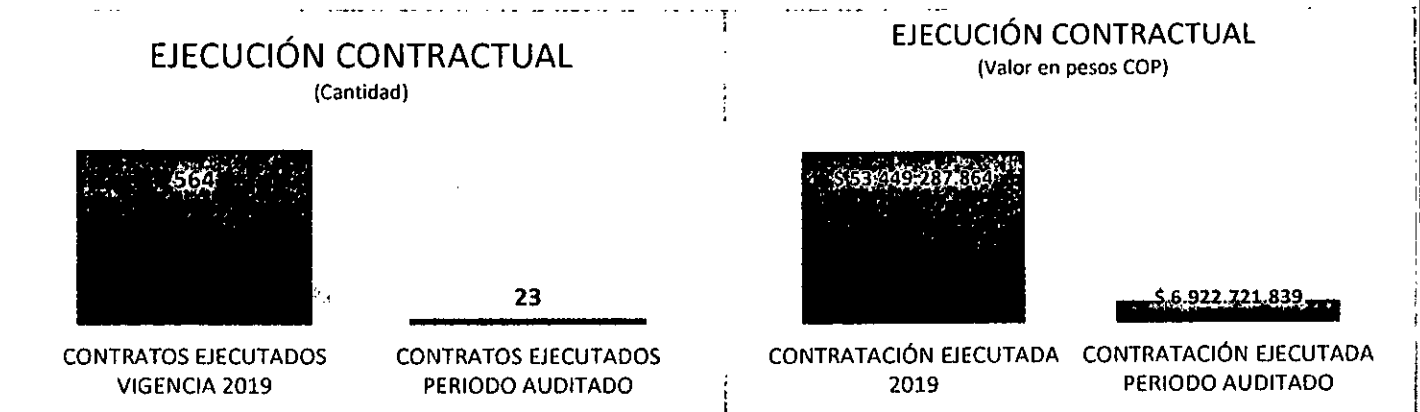 EJECUCIÓN CONTRACTUAL
(Cantidad)
564
23
CONTRATOS EJECUTADOS
VIGENCIA 2019
CONTRATOS EJECUTADOS
PERIODO AUDITADO
EJECUCIÓN CONTRACTUAL
(Valor en pesos COP)
$ 53.449.287.864
$ 6.922.721.839
CONTRATACIÓN EJECUTADA
2019
CONTRATACIÓN EJECUTADA
PERIODO AUDITADO